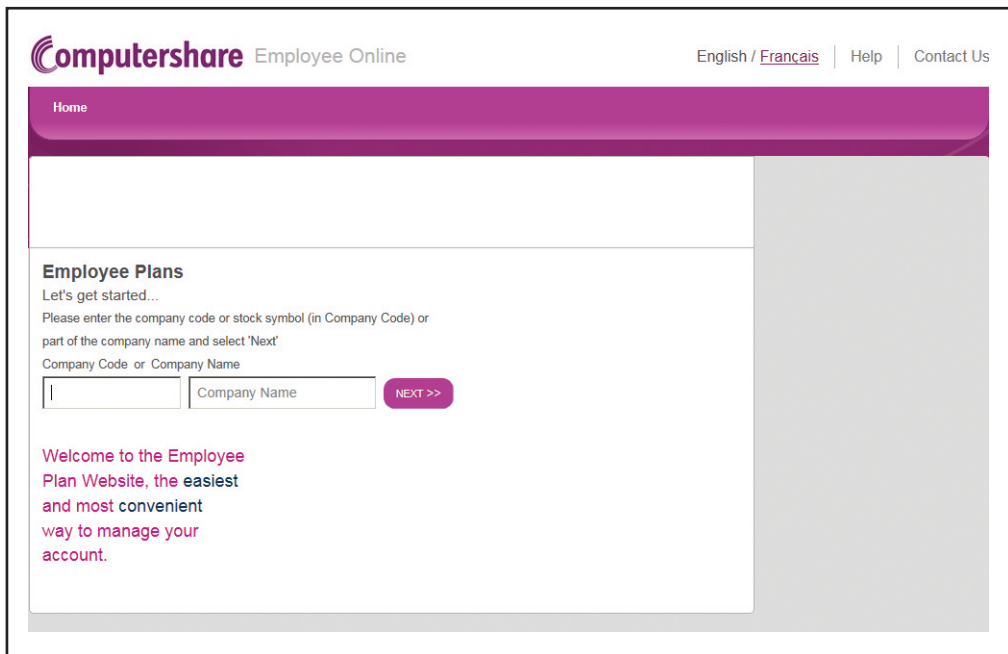 Computershare Employee Online
English / Français Help Contact Us
Home
Employee Plans
Let's get started...
Please enter the company code or stock symbol (in Company Code) or
part of the company name and select 'Next'
Company Code or Company Name
Company Name
NEXT >>
Welcome to the Employee
Plan Website, the easiest
and most convenient
way to manage your
account.